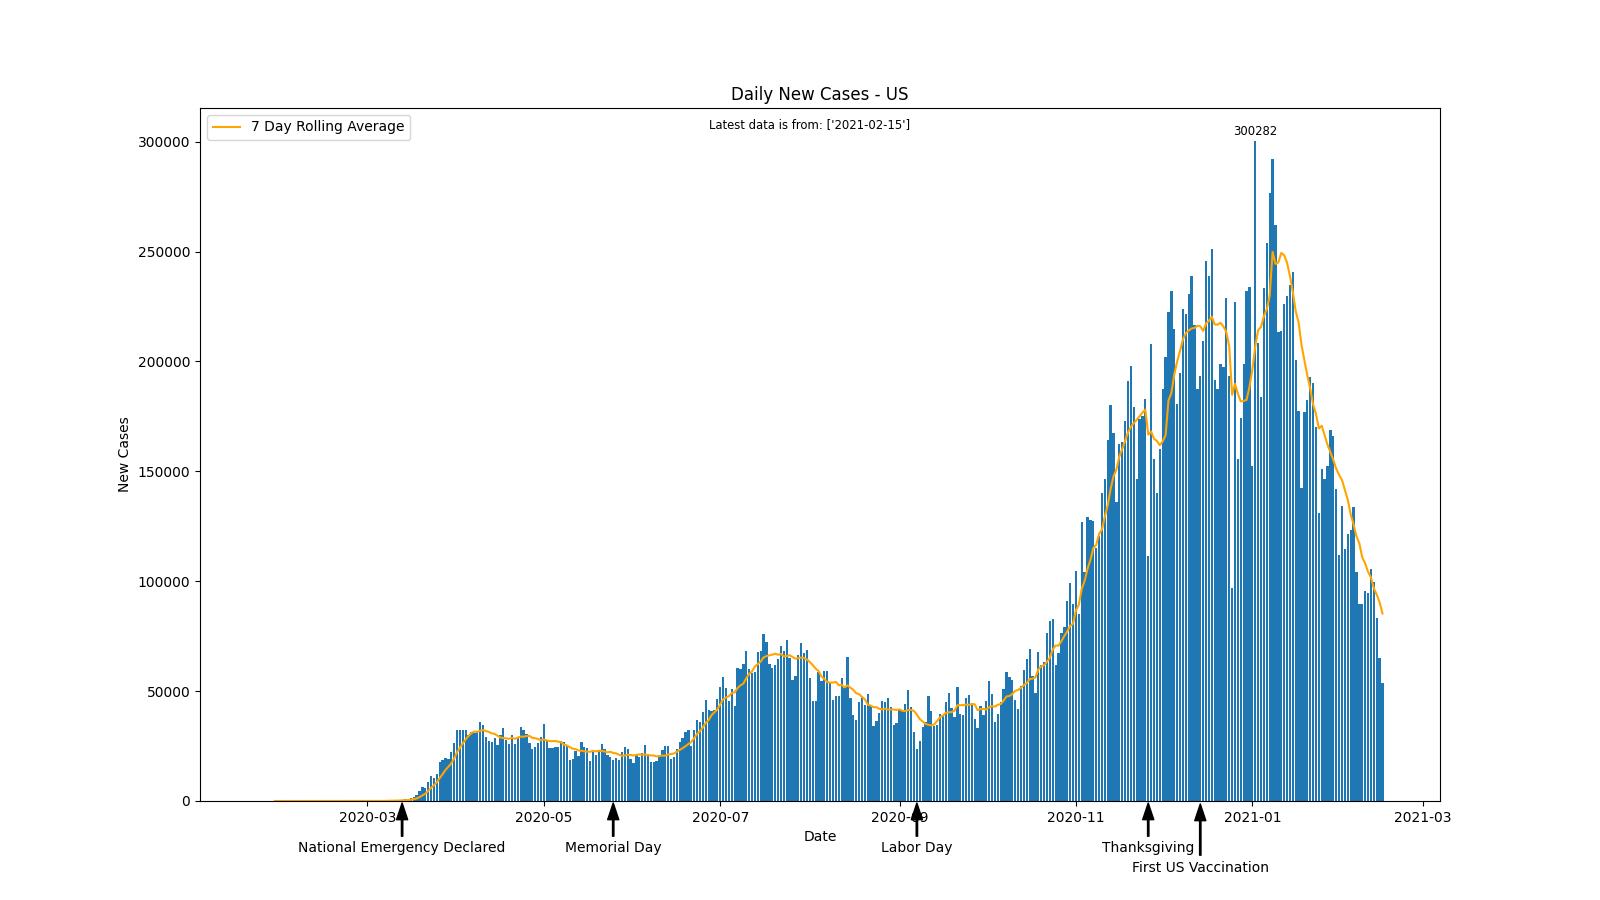 Daily New Cases - US
7 Day Rolling Average
Latest data is from: ['2021-02-15']
300282
300000
250000
200000
150000
100000
50000
0
New Cases
2020-03
2020-05
2020-07
2020-09
2020-11
2021-01
2021-03
Date
National Emergency Declared
Memorial Day
Labor Day
Thanksgiving
First US Vaccination